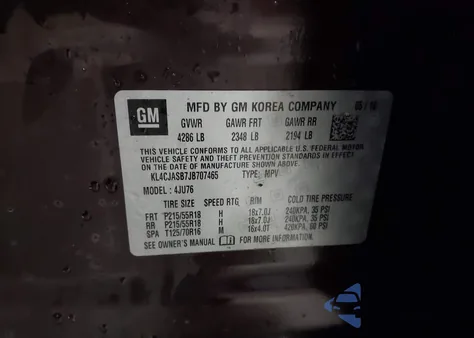 GM MFD BY GM KOREA COMPANY 05/18
GVWR GAWR FRT GAWR RR
4286 LB 2348 LB 2194 LB
THIS VEHICLE CONFORMS TO ALL APPLICABLE FEDERAL MOTOR
VEHICLE SAFETY, BUMPER, AND THEFT PREVENTION STANDARDS IN EFFECT
ON THE DATE OF MANUFACTURE SHOWN ABOVE.
KL4CJASB7JB707465 TYPE: MPV
MODEL: 4JU76
TIRE SIZE SPEED RTG RIM COLD TIRE PRESSURE
FRT P215/55R18 H 18x7.0J 240KPA, 35 PSI
RR P215/55R18 H 18x7.0J 240KPA, 35 PSI
SPA T125/70R16 M 16x4.0T 420KPA, 60 PSI
SEE OWNER'S MANUAL FOR MORE INFORMATION.